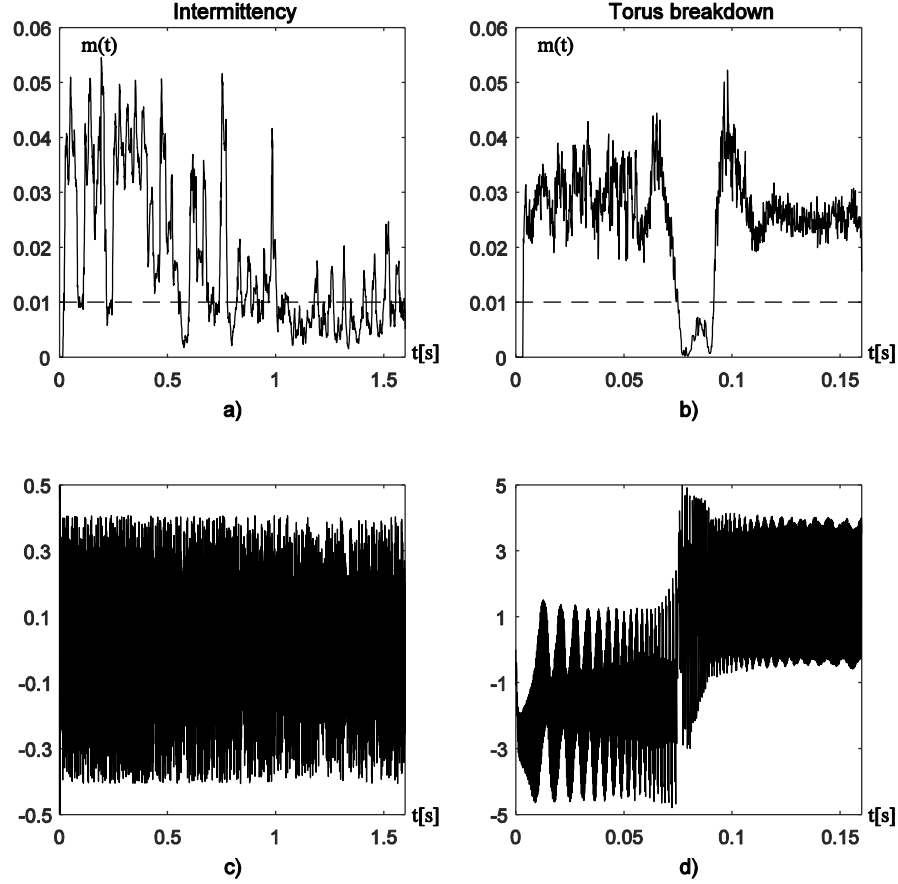 Intermittency
0.06
m(t)
0.05
0.04
0.03
0.02
0.01
0
t[s]
0 0.5 1 1.5
a)
Torus breakdown
0.06
m(t)
0.05
0.04
0.03
0.02
0.01
0
t[s]
0 0.05 0.1 0.15
b)
0.5
0.3
0.1
-0.1
-0.3
-0.5
t[s]
0 0.5 1 1.5
c)
5
3
1
-1
-3
-5
t[s]
0 0.05 0.1 0.15
d)